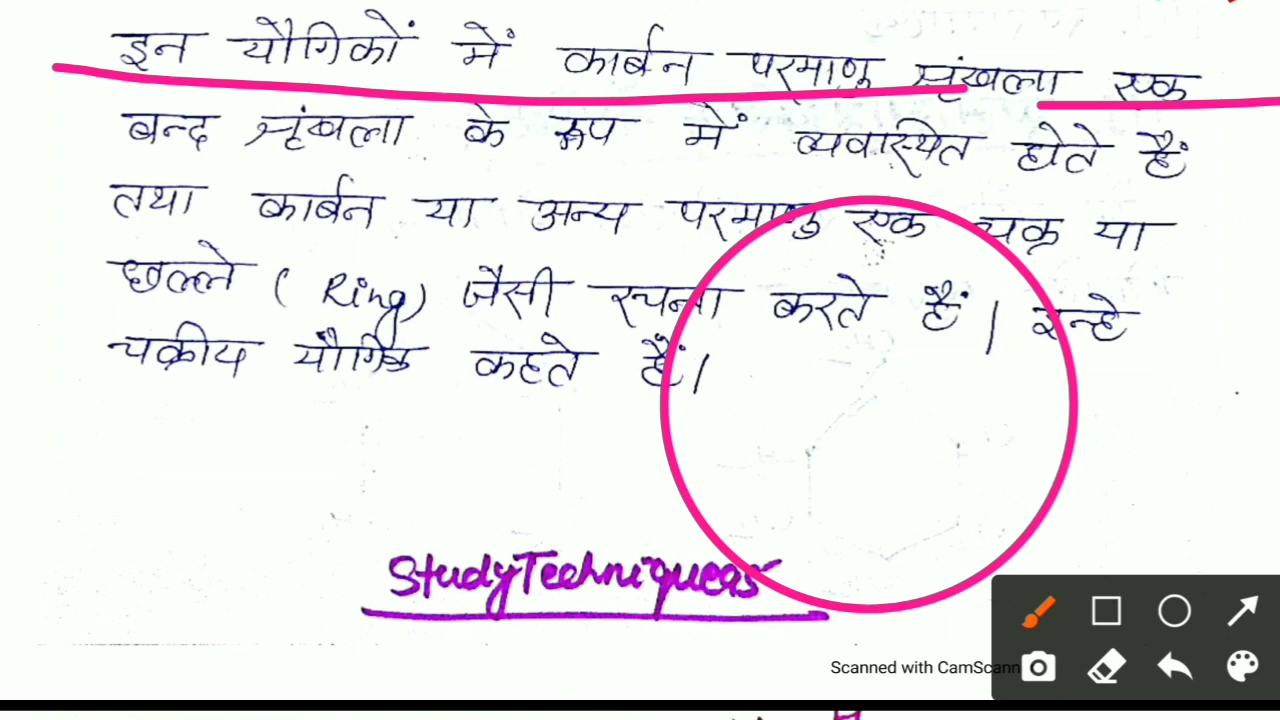 इन यौगिकों में कार्बन परमाणु श्रृंखला एक
बन्द श्रृंखला के रूप में व्यवस्थित होते हैं
तथा कार्बन या अन्य परमाणु एक चक्र या
छल्ले ( Ring) जैसी रचना करते हैं। इन्हे
चक्रीय यौगिक कहते हैं।
StudyTechniqueas
Scanned with CamScann